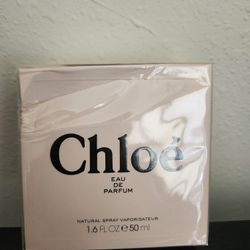 Chloé
EAU
DE
PARFUM
NATURAL SPRAY VAPORISATEUR
1.6 FL.OZ ℮ 50 ml